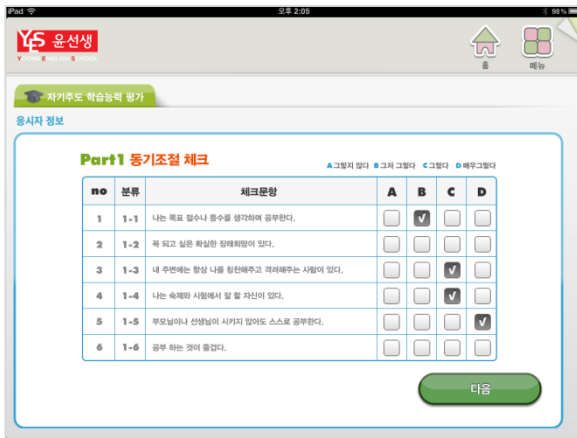 iPad 오후 2:05 98%
YES 윤선생
YOONS ENGLISH SCHOOL
홈 메뉴
자기주도 학습능력 평가
응시자 정보
Part1 동기조절 체크
A그렇지 않다 B그저 그렇다 C그렇다 D매우그렇다
no 분류 체크문항 A B C D
1 1-1 나는 목표 점수나 등수를 생각하며 공부한다.
2 1-2 꼭 되고 싶은 확실한 장래희망이 있다.
3 1-3 내 주변에는 항상 나를 칭찬해주고 격려해주는 사람이 있다.
4 1-4 나는 숙제와 시험에서 잘 할 자신이 있다.
5 1-5 부모님이나 선생님이 시키지 않아도 스스로 공부한다.
6 1-6 공부 하는 것이 즐겁다.
다음